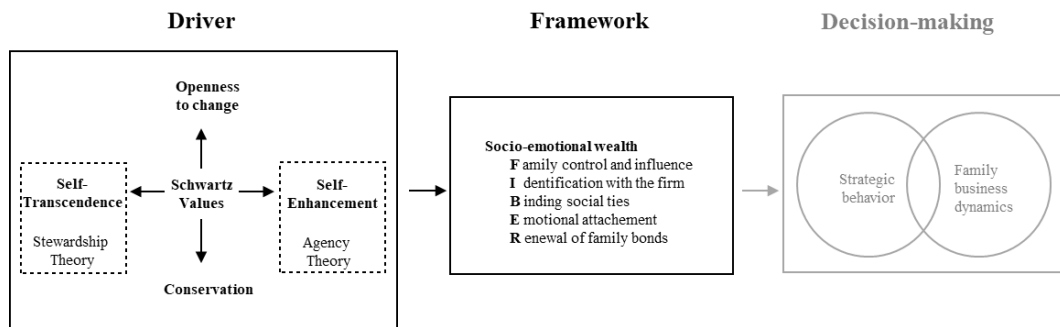 Driver
Framework
Decision-making
Openness
to change
Self-
Transcendence
Stewardship
Theory
Schwartz
Values
Self-
Enhancement
Agency
Theory
Conservation
Socio-emotional wealth
F amily control and influence
I dentification with the firm
B inding social ties
E motional attachement
R enewal of family bonds
Strategic
behavior
Family
business
dynamics